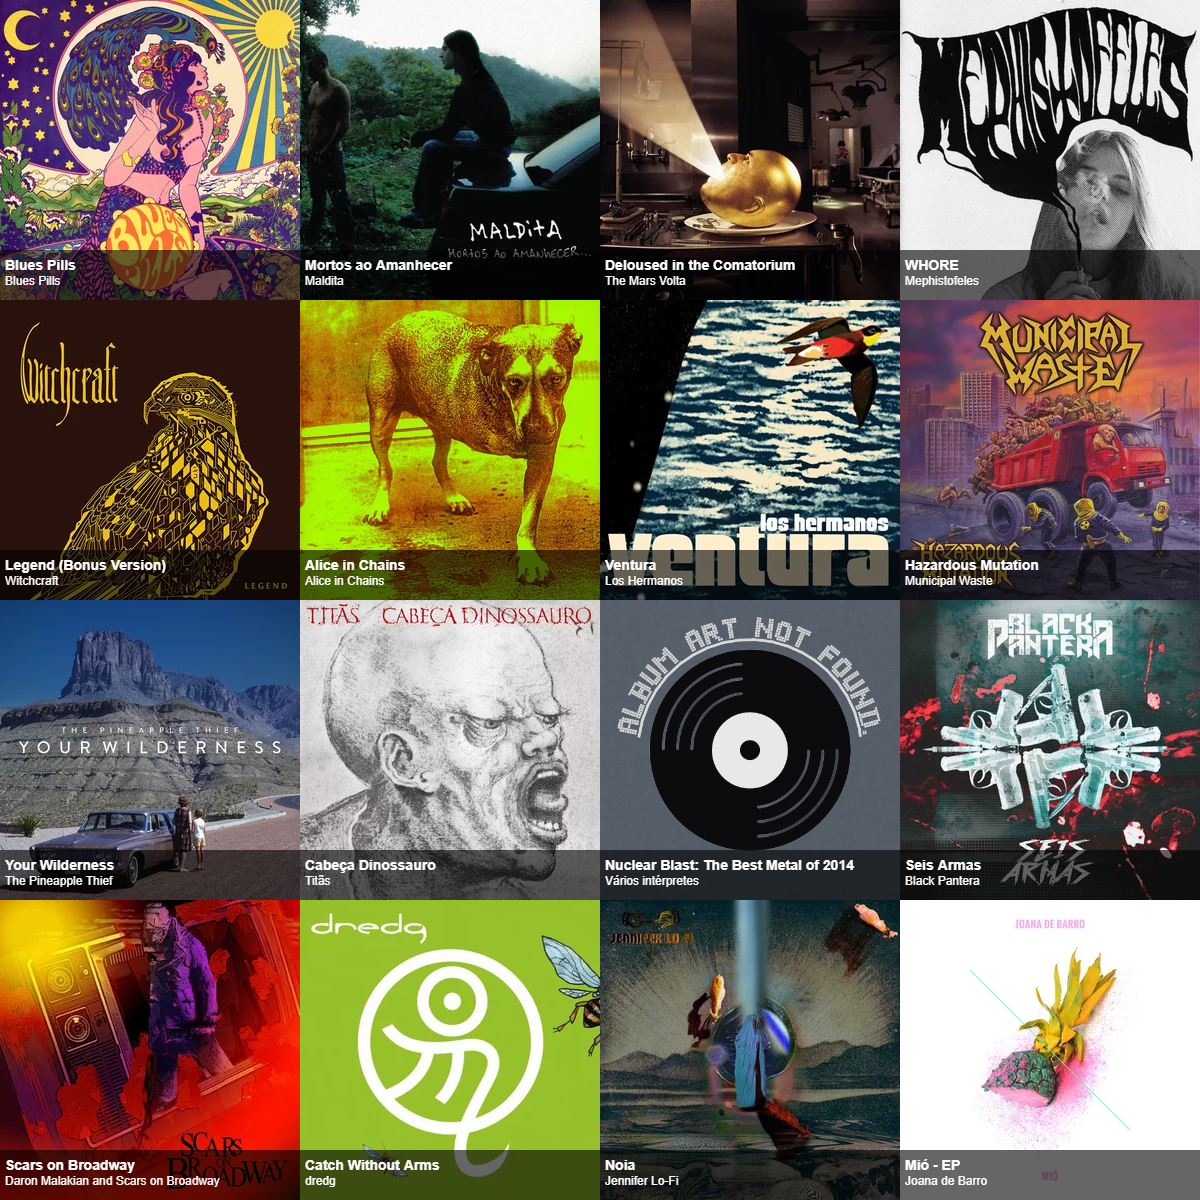 BLUES PILLS
Blues Pills
Blues Pills
MALDITA
MORTOS AO AMANHECER...
Mortos ao Amanhecer
Maldita
Deloused in the Comatorium
The Mars Volta
MEPHISTOFELES
WHORE
Mephistofeles
Witchcraft
LEGEND
Legend (Bonus Version)
Witchcraft
Alice in Chains
Alice in Chains
los hermanos
ventura
Ventura
Los Hermanos
MUNICIPAL
WASTE
HAZARDOUS
MUTATION
Hazardous Mutation
Municipal Waste
THE PINEAPPLE THIEF
YOUR WILDERNESS
Your Wilderness
The Pineapple Thief
TITÃS CABEÇA DINOSSAURO
Cabeça Dinossauro
Titãs
ALBUM ART NOT FOUND.
Nuclear Blast: The Best Metal of 2014
Vários intérpretes
BLACK
PANTERA
SEIS
ARMAS
Seis Armas
Black Pantera
SCARS
ON
BROADWAY
Scars on Broadway
Daron Malakian and Scars on Broadway
dredg
Catch Without Arms
dredg
JENNIFER LO-FI
Noia
Jennifer Lo-Fi
JOANA DE BARRO
MIÓ
Mió - EP
Joana de Barro